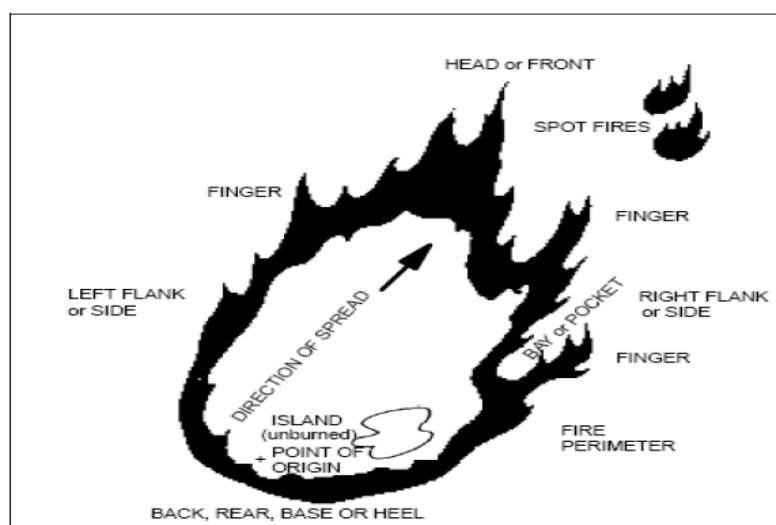 HEAD or FRONT
SPOT FIRES
FINGER
FINGER
LEFT FLANK
or SIDE
DIRECTION OF SPREAD
RIGHT FLANK
or SIDE
BAY or POCKET
FINGER
ISLAND
(unburned)
+ POINT OF
ORIGIN
FIRE
PERIMETER
BACK, REAR, BASE OR HEEL